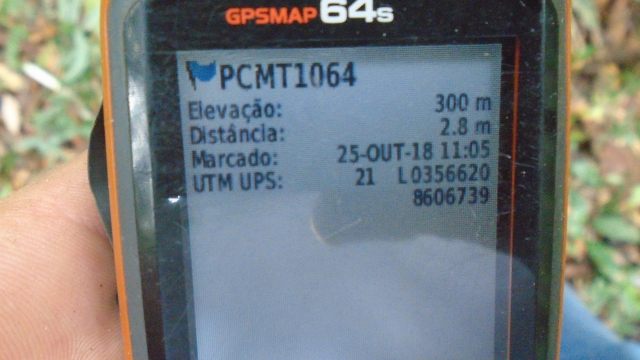 GPSMAP 64s
PCMT1064
Elevação: 300 m
Distância: 2.8 m
Marcado: 25-OUT-18 11:05
UTM UPS: 21 L 0356620
8606739